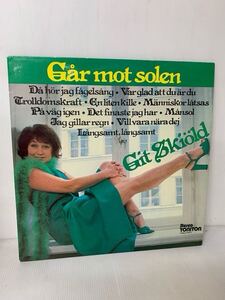 Går mot solen
Då hör jag fågelsång · Var glad att du är du
Trolldomskraft · En liten kille · Människor låtsas
På väg igen · Det finaste jag har · Månsol
Jag gillar regn · Vill vara nära dej
Långsamt, långsamt
Git Skiöld
Stereo
TONITON